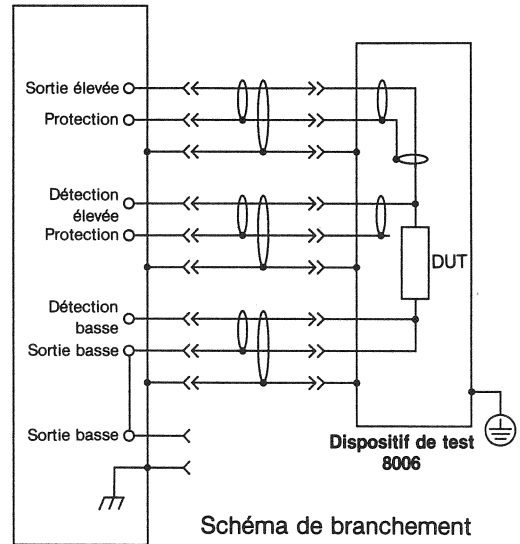 Sortie élevée
Protection
Détection
élevée
Protection
DUT
Détection
basse
Sortie basse
Sortie basse
Dispositif de test
8006
Schéma de branchement